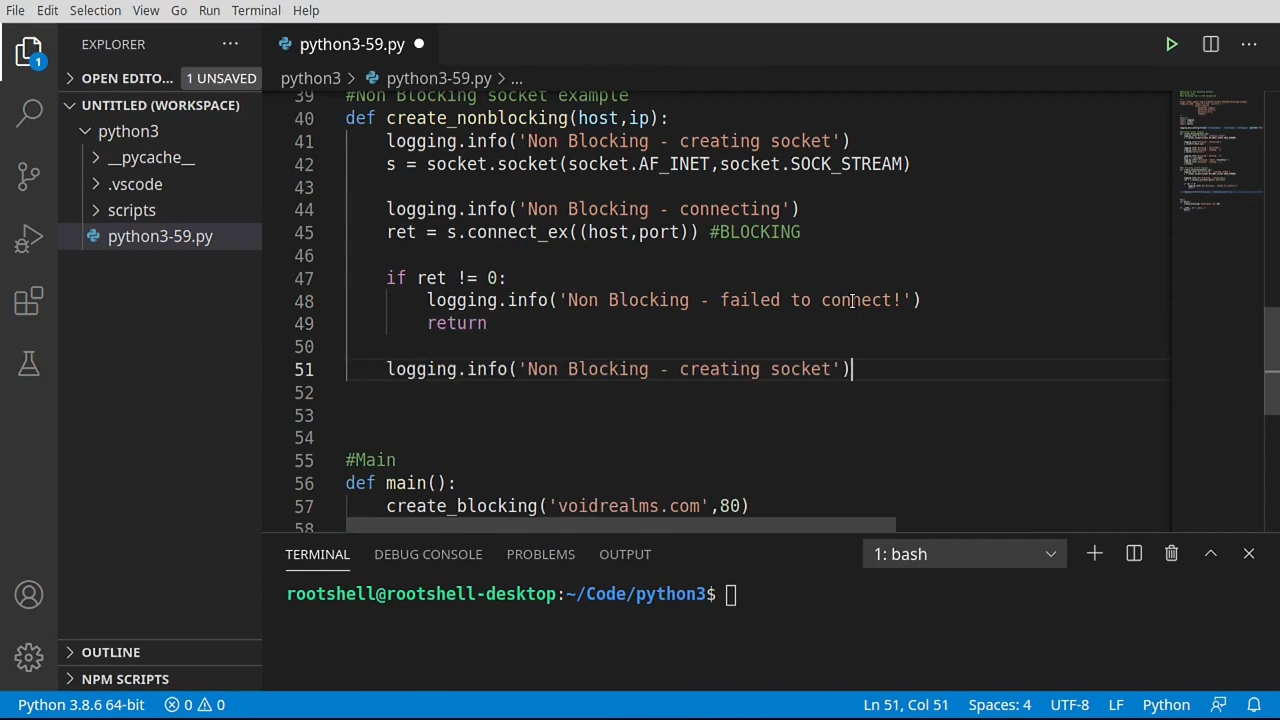 File Edit Selection View Go Run Terminal Help
EXPLORER
python3-59.py
OPEN EDITO... 1 UNSAVED
python3 > python3-59.py > ...
UNTITLED (WORKSPACE)
python3
__pycache__
.vscode
scripts
python3-59.py
1
39 #Non Blocking socket example
40 def create_nonblocking(host,ip):
41 logging.info('Non Blocking - creating socket')
42 s = socket.socket(socket.AF_INET,socket.SOCK_STREAM)
43
44 logging.info('Non Blocking - connecting')
45 ret = s.connect_ex((host,port)) #BLOCKING
46
47 if ret != 0:
48 logging.info('Non Blocking - failed to connect!')
49 return
50
51 logging.info('Non Blocking - creating socket')
52
53
54
55 #Main
56 def main():
57 create_blocking('voidrealms.com',80)
58
TERMINAL DEBUG CONSOLE PROBLEMS OUTPUT 1: bash
rootshell@rootshell-desktop:~/Code/python3$
OUTLINE
NPM SCRIPTS
Python 3.8.6 64-bit 0 0 Ln 51, Col 51 Spaces: 4 UTF-8 LF Python